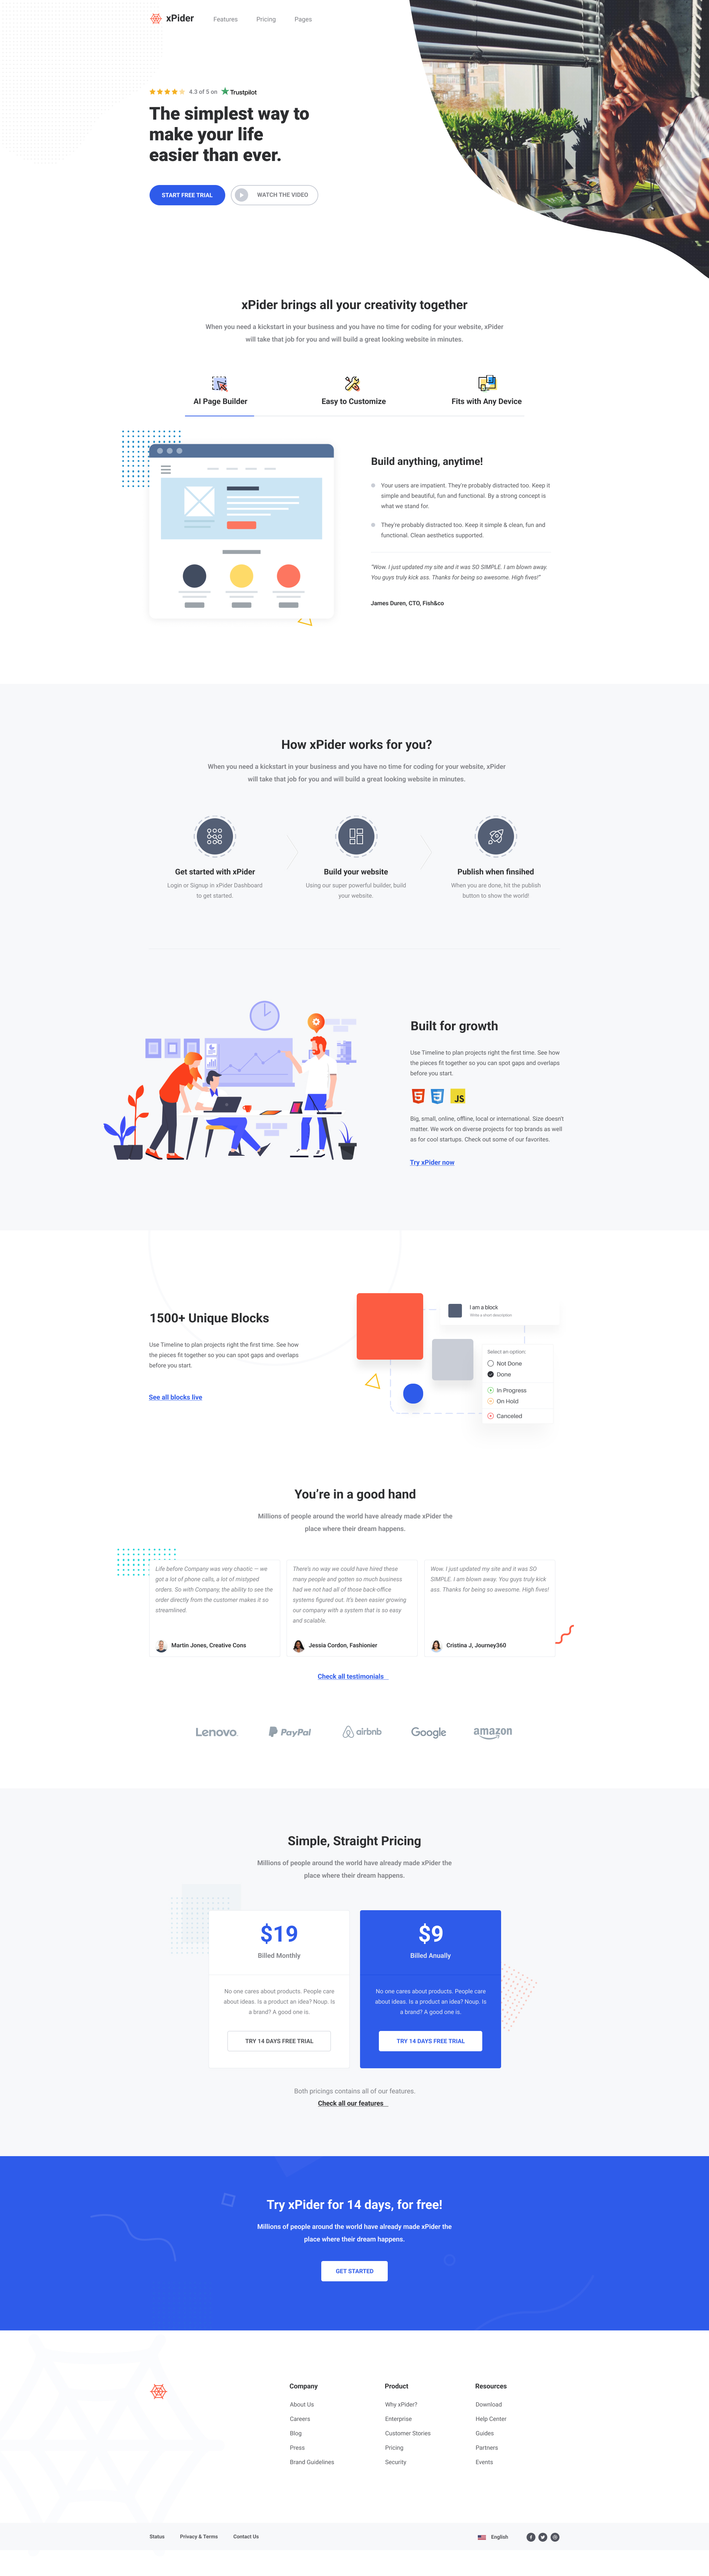 xPider
Features
Pricing
Pages
4.3 of 5 on
Trustpilot
The simplest way to
make your life
easier than ever.
START FREE TRIAL
WATCH THE VIDEO
xPider brings all your creativity together
When you need a kickstart in your business and you have no time for coding for your website, xPider
will take that job for you and will build a great looking website in minutes.
AI Page Builder
Easy to Customize
Fits with Any Device
Build anything, anytime!
Your users are impatient. They're probably distracted too. Keep it
simple and beautiful, fun and functional. By a strong concept is
what we stand for.
They're probably distracted too. Keep it simple & clean, fun and
functional. Clean aesthetics supported.
“Wow. I just updated my site and it was SO SIMPLE. I am blown away.
You guys truly kick ass. Thanks for being so awesome. High fives!”
James Duren, CTO, Fish&co
How xPider works for you?
When you need a kickstart in your business and you have no time for coding for your website, xPider
will take that job for you and will build a great looking website in minutes.
Get started with xPider
Login or Signup in xPider Dashboard
to get started.
Build your website
Using our super powerful builder, build
your website.
Publish when finsihed
When you are done, hit the publish
button to show the world!
Built for growth
Use Timeline to plan projects right the first time. See how
the pieces fit together so you can spot gaps and overlaps
before you start.
JS
Big, small, online, offline, local or international. Size doesn't
matter. We work on diverse projects for top brands as well
as for cool startups. Check out some of our favorites.
Try xPider now
1500+ Unique Blocks
Use Timeline to plan projects right the first time. See how
the pieces fit together so you can spot gaps and overlaps
before you start.
See all blocks live
I am a block
Write a short description
Select an option:
Not Done
Done
In Progress
On Hold
Canceled
You're in a good hand
Millions of people around the world have already made xPider the
place where their dream happens.
Life before Company was very chaotic — we
got a lot of phone calls, a lot of mistyped
orders. So with Company, the ability to see the
order directly from the customer makes it so
streamlined.
Martin Jones, Creative Cons
There's no way we could have hired these
many people and gotten so much business
had we not had all of those back-office
systems figured out. It's been easier growing
our company with a system that is so easy
and scalable.
Jessia Cordon, Fashionier
Wow. I just updated my site and it was SO
SIMPLE. I am blown away. You guys truly kick
ass. Thanks for being so awesome. High fives!
Cristina J, Journey360
Check all testimonials
Lenovo
PayPal
airbnb
Google
amazon
Simple, Straight Pricing
Millions of people around the world have already made xPider the
place where their dream happens.
$19
Billed Monthly
No one cares about products. People care
about ideas. Is a product an idea? Noup. Is
a brand? A good one is.
TRY 14 DAYS FREE TRIAL
$9
Billed Anually
No one cares about products. People care
about ideas. Is a product an idea? Noup. Is
a brand? A good one is.
TRY 14 DAYS FREE TRIAL
Both pricings contains all of our features.
Check all our features
Try xPider for 14 days, for free!
Millions of people around the world have already made xPider the
place where their dream happens.
GET STARTED
Company
About Us
Careers
Blog
Press
Brand Guidelines
Product
Why xPider?
Enterprise
Customer Stories
Pricing
Security
Resources
Download
Help Center
Guides
Partners
Events
Status
Privacy & Terms
Contact Us
English